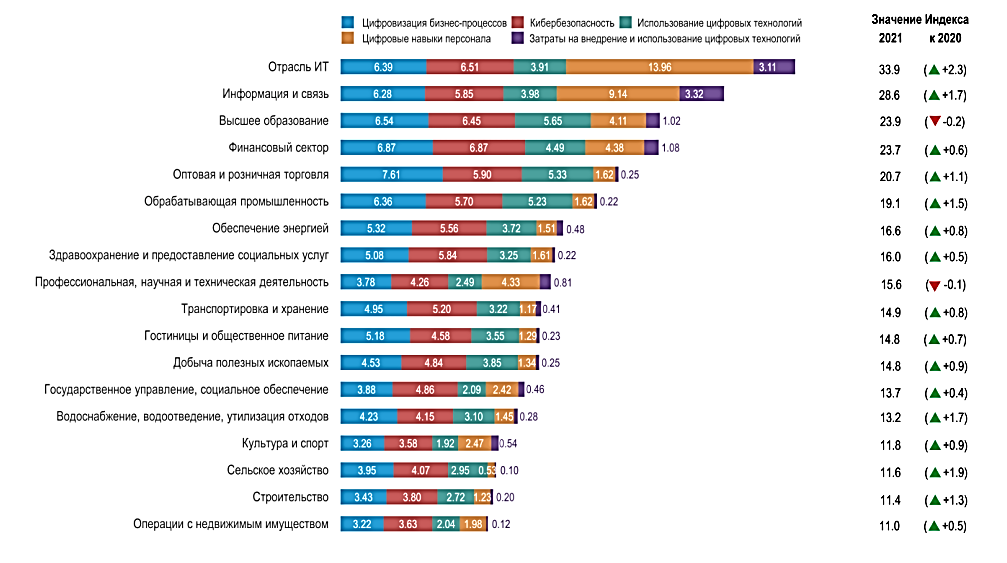 Цифровизация бизнес-процессов Кибербезопасность Использование цифровых технологий
Цифровые навыки персонала Затраты на внедрение и использование цифровых технологий
Значение Индекса
2021 к 2020
Отрасль ИТ 6.39 6.51 3.91 13.96 3.11 33.9 (▲+2.3)
Информация и связь 6.28 5.85 3.98 9.14 3.32 28.6 (▲+1.7)
Высшее образование 6.54 6.45 5.65 4.11 1.02 23.9 (▼-0.2)
Финансовый сектор 6.87 6.87 4.49 4.38 1.08 23.7 (▲+0.6)
Оптовая и розничная торговля 7.61 5.90 5.33 1.62 0.25 20.7 (▲+1.1)
Обрабатывающая промышленность 6.36 5.70 5.23 1.62 0.22 19.1 (▲+1.5)
Обеспечение энергией 5.32 5.56 3.72 1.51 0.48 16.6 (▲+0.8)
Здравоохранение и предоставление социальных услуг 5.08 5.84 3.25 1.61 0.22 16.0 (▲+0.5)
Профессиональная, научная и техническая деятельность 3.78 4.26 2.49 4.33 0.81 15.6 (▼-0.1)
Транспортировка и хранение 4.95 5.20 3.22 1.17 0.41 14.9 (▲+0.8)
Гостиницы и общественное питание 5.18 4.58 3.55 1.29 0.23 14.8 (▲+0.7)
Добыча полезных ископаемых 4.53 4.84 3.85 1.34 0.25 14.8 (▲+0.9)
Государственное управление, социальное обеспечение 3.88 4.86 2.09 2.42 0.46 13.7 (▲+0.4)
Водоснабжение, водоотведение, утилизация отходов 4.23 4.15 3.10 1.45 0.28 13.2 (▲+1.7)
Культура и спорт 3.26 3.58 1.92 2.47 0.54 11.8 (▲+0.9)
Сельское хозяйство 3.95 4.07 2.95 0.53 0.10 11.6 (▲+1.9)
Строительство 3.43 3.80 2.72 1.23 0.20 11.4 (▲+1.3)
Операции с недвижимым имуществом 3.22 3.63 2.04 1.98 0.12 11.0 (▲+0.5)